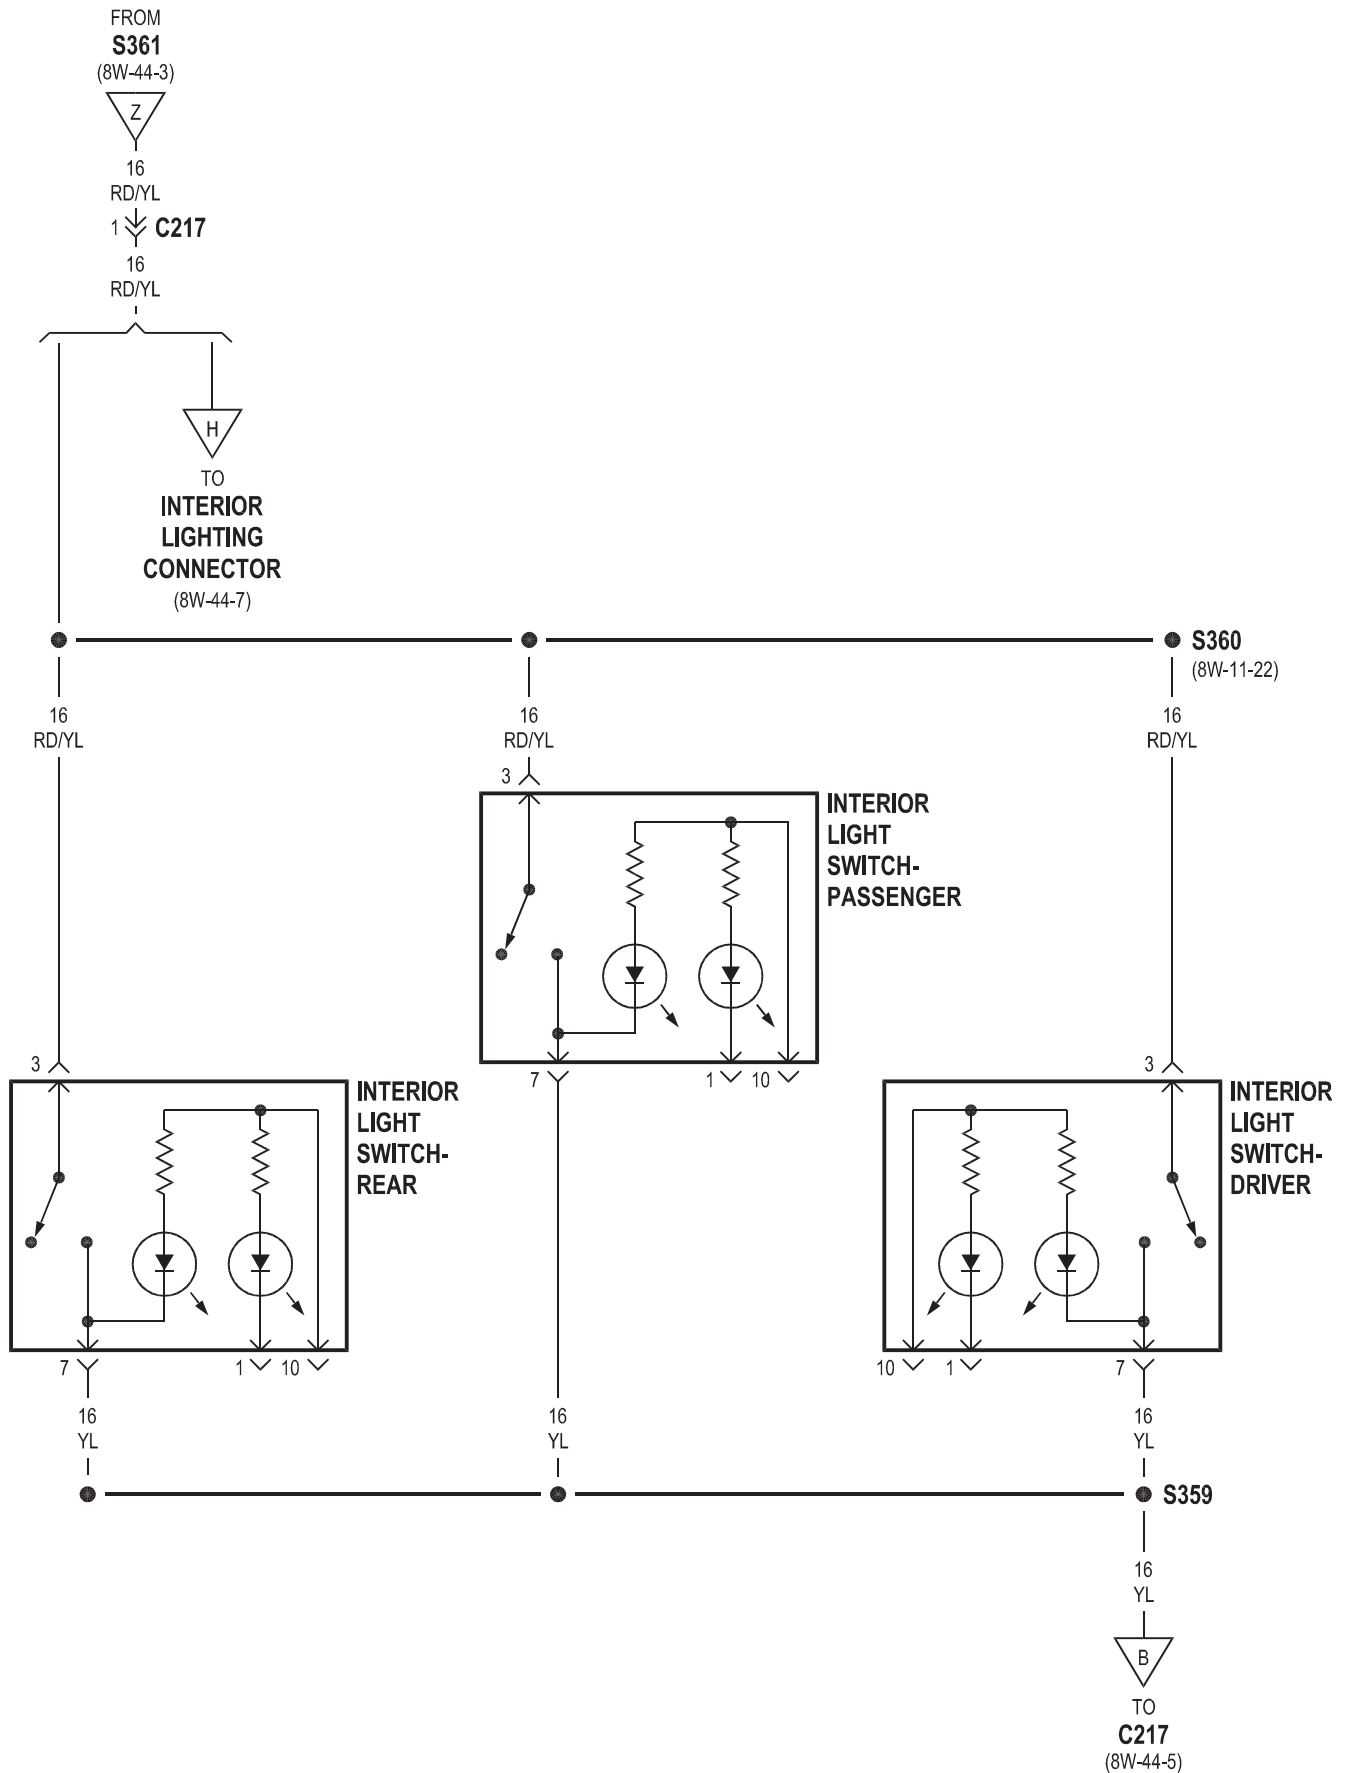 FROM
S361
(8W-44-3)
Z
16
RD/YL
1
C217
16
RD/YL
H
TO
INTERIOR
LIGHTING
CONNECTOR
(8W-44-7)
S360
(8W-11-22)
16
RD/YL
16
RD/YL
16
RD/YL
3
INTERIOR
LIGHT
SWITCH-
PASSENGER
7
1
10
3
INTERIOR
LIGHT
SWITCH-
REAR
7
1
10
3
INTERIOR
LIGHT
SWITCH-
DRIVER
10
1
7
16
YL
16
YL
16
YL
S359
16
YL
B
TO
C217
(8W-44-5)